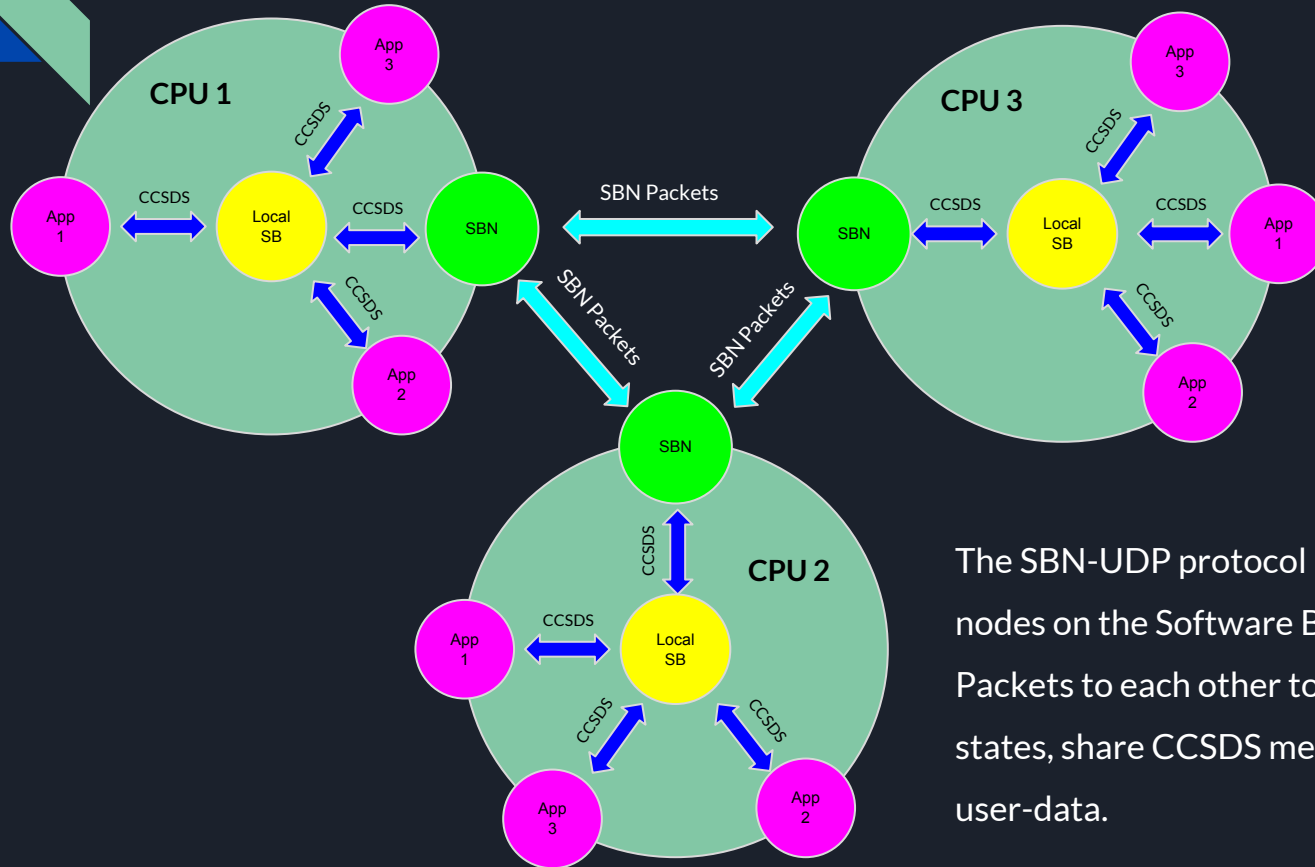 CPU 1
App
3
CCSDS
App
1
CCSDS
Local
SB
CCSDS
SBN
CCSDS
App
2
SBN Packets
SBN Packets
SBN Packets
CPU 3
App
3
CCSDS
SBN
CCSDS
Local
SB
CCSDS
App
1
CCSDS
App
2
SBN
CCSDS
CPU 2
App
1
CCSDS
Local
SB
CCSDS
App
3
CCSDS
App
2
The SBN-UDP protocol
nodes on the Software
Packets to each other
states, share CCSDS
user-data.